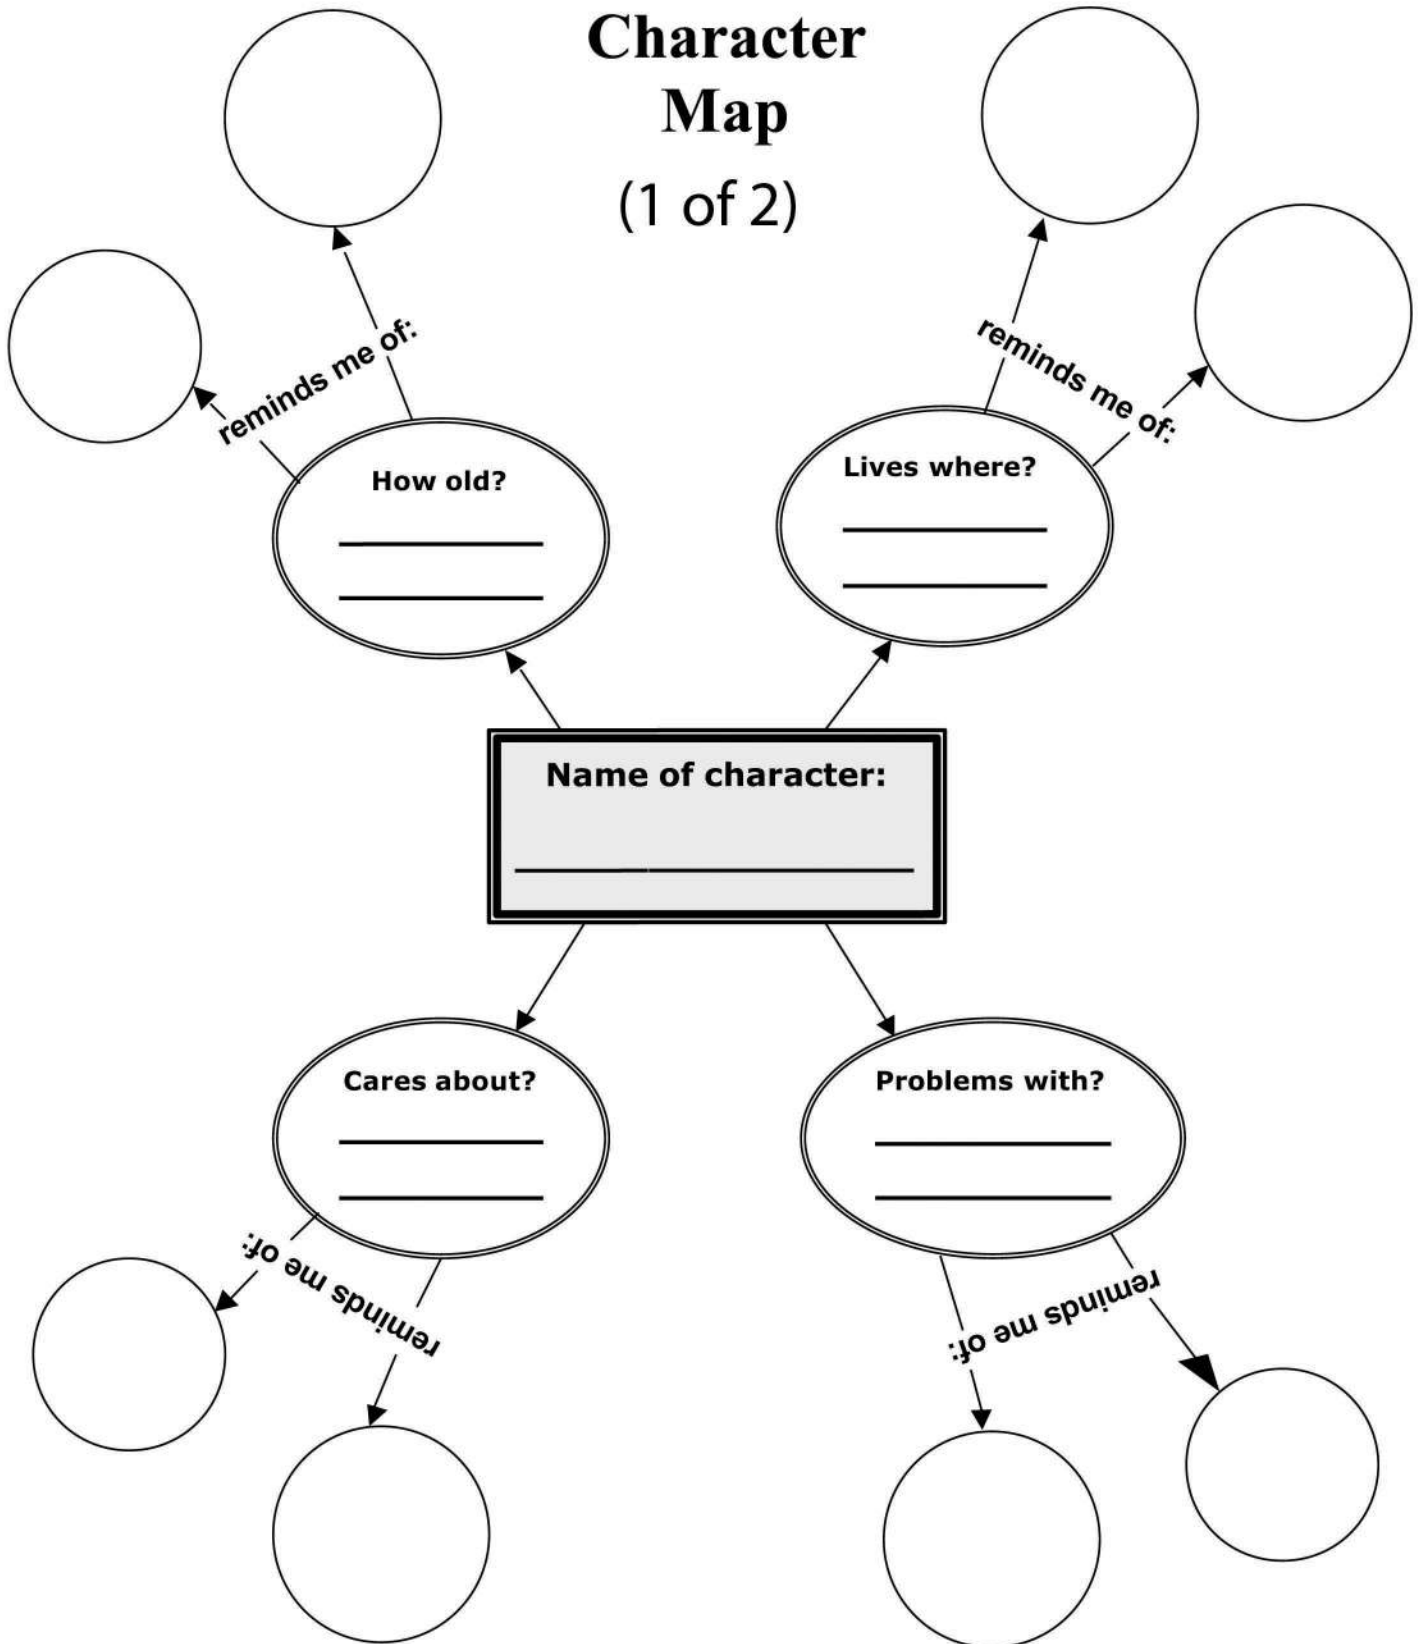 Character
Map
(1 of 2)
reminds me of:
reminds me of:
How old?
Lives where?
Name of character:
Cares about?
Problems with?
reminds me of:
reminds me of: